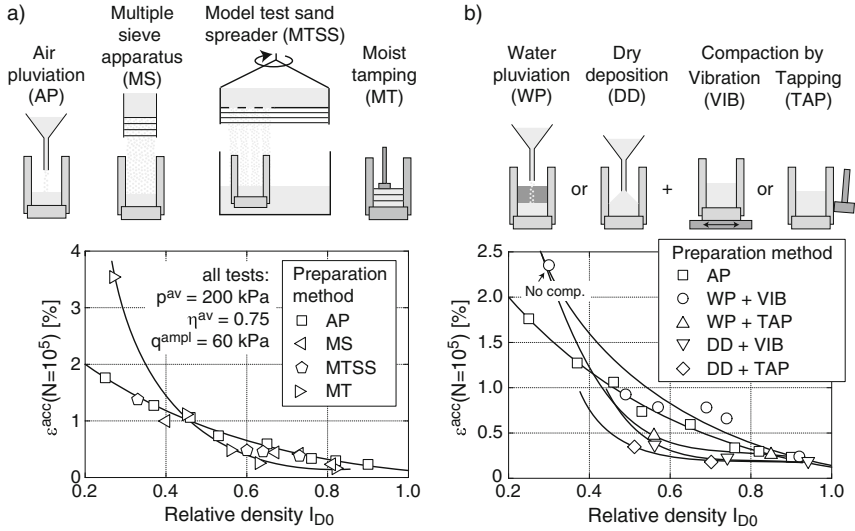 a)
Air
pluviation
(AP)
Multiple
sieve
apparatus
(MS)
Model test sand
spreader (MTSS)
Moist
tamping
(MT)
ε^acc(N=10^5) [%]
4
3
2
1
0
0.2 0.4 0.6 0.8 1.0
Relative density I_D0
all tests:
p^av = 200 kPa
η^av = 0.75
q^ampl = 60 kPa
Preparation
method
AP
MS
MTSS
MT
b)
Water
pluviation
(WP)
Dry
deposition
(DD)
Compaction by
Vibration
(VIB)
Tapping
(TAP)
or + or
ε^acc(N=10^5) [%]
2.5
2.0
1.5
1.0
0.5
0
0.2 0.4 0.6 0.8 1.0
Relative density I_D0
No comp.
Preparation method
AP
WP + VIB
WP + TAP
DD + VIB
DD + TAP